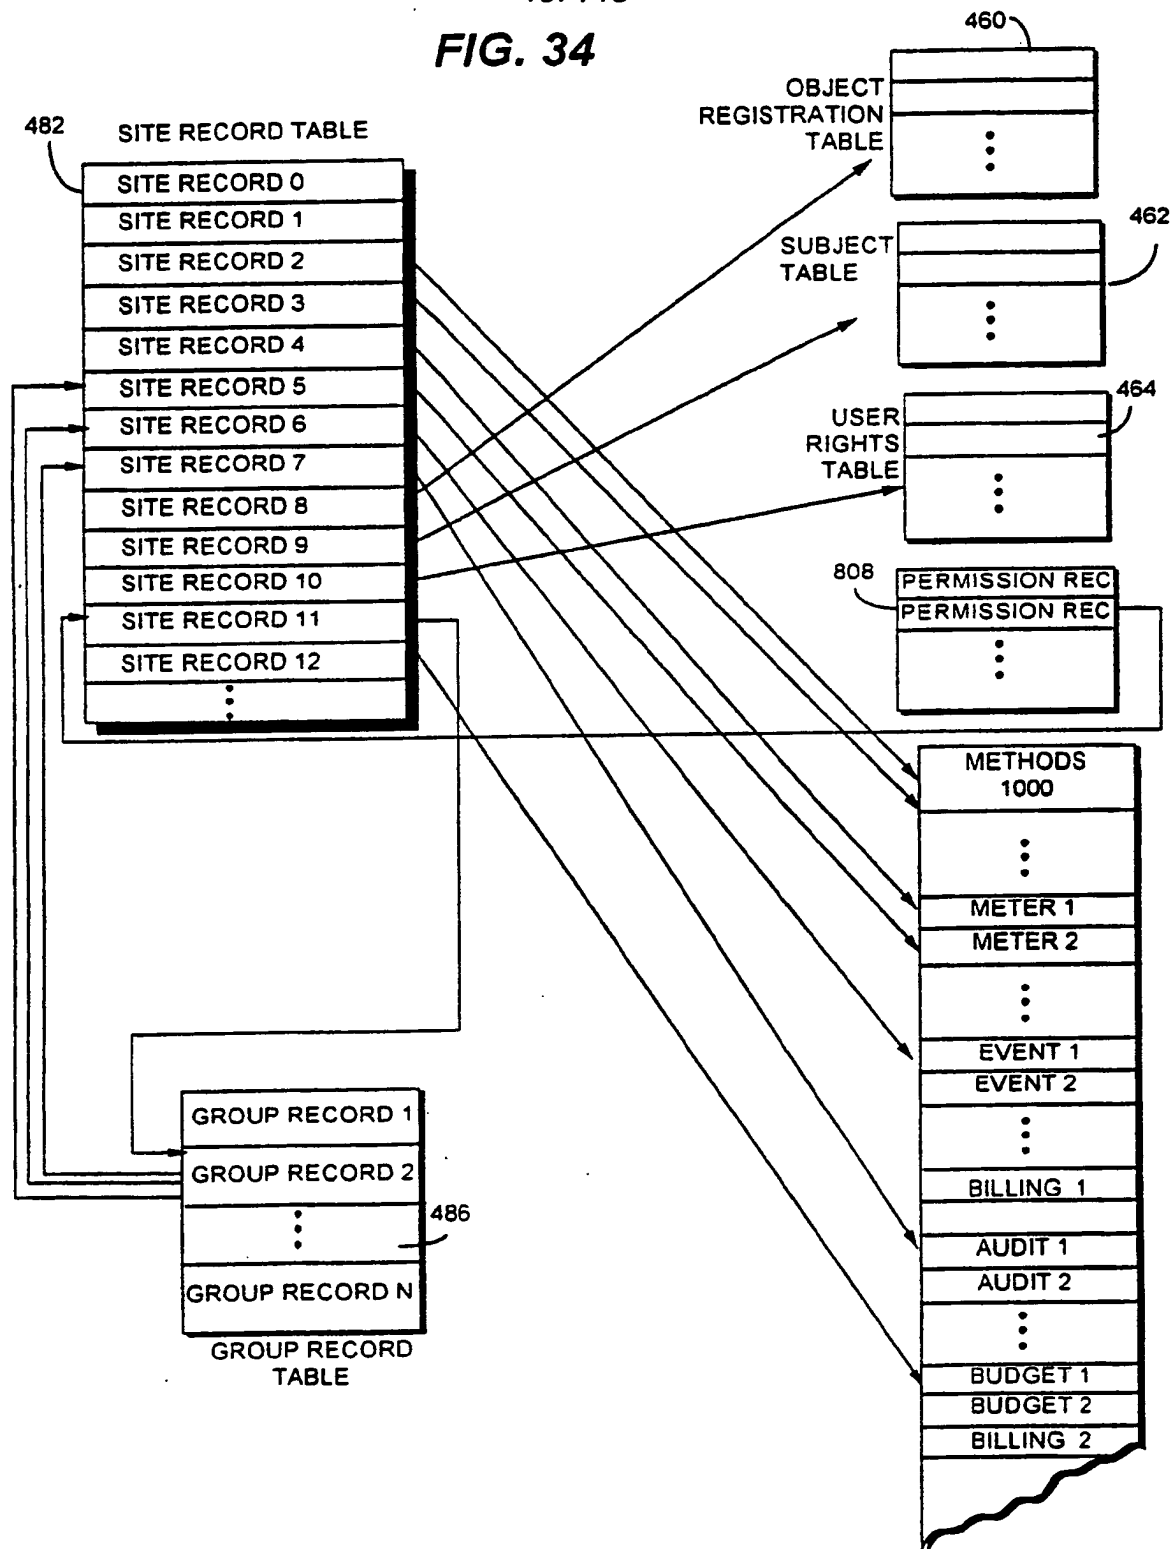 FIG. 34
460
OBJECT
REGISTRATION
TABLE
482
SITE RECORD TABLE
SITE RECORD 0
SITE RECORD 1
SITE RECORD 2
SITE RECORD 3
SITE RECORD 4
SITE RECORD 5
SITE RECORD 6
SITE RECORD 7
SITE RECORD 8
SITE RECORD 9
SITE RECORD 10
SITE RECORD 11
SITE RECORD 12
462
SUBJECT
TABLE
464
USER
RIGHTS
TABLE
808
PERMISSION REC
PERMISSION REC
METHODS
1000
METER 1
METER 2
EVENT 1
EVENT 2
BILLING 1
AUDIT 1
AUDIT 2
BUDGET 1
BUDGET 2
BILLING 2
GROUP RECORD 1
GROUP RECORD 2
486
GROUP RECORD N
GROUP RECORD
TABLE